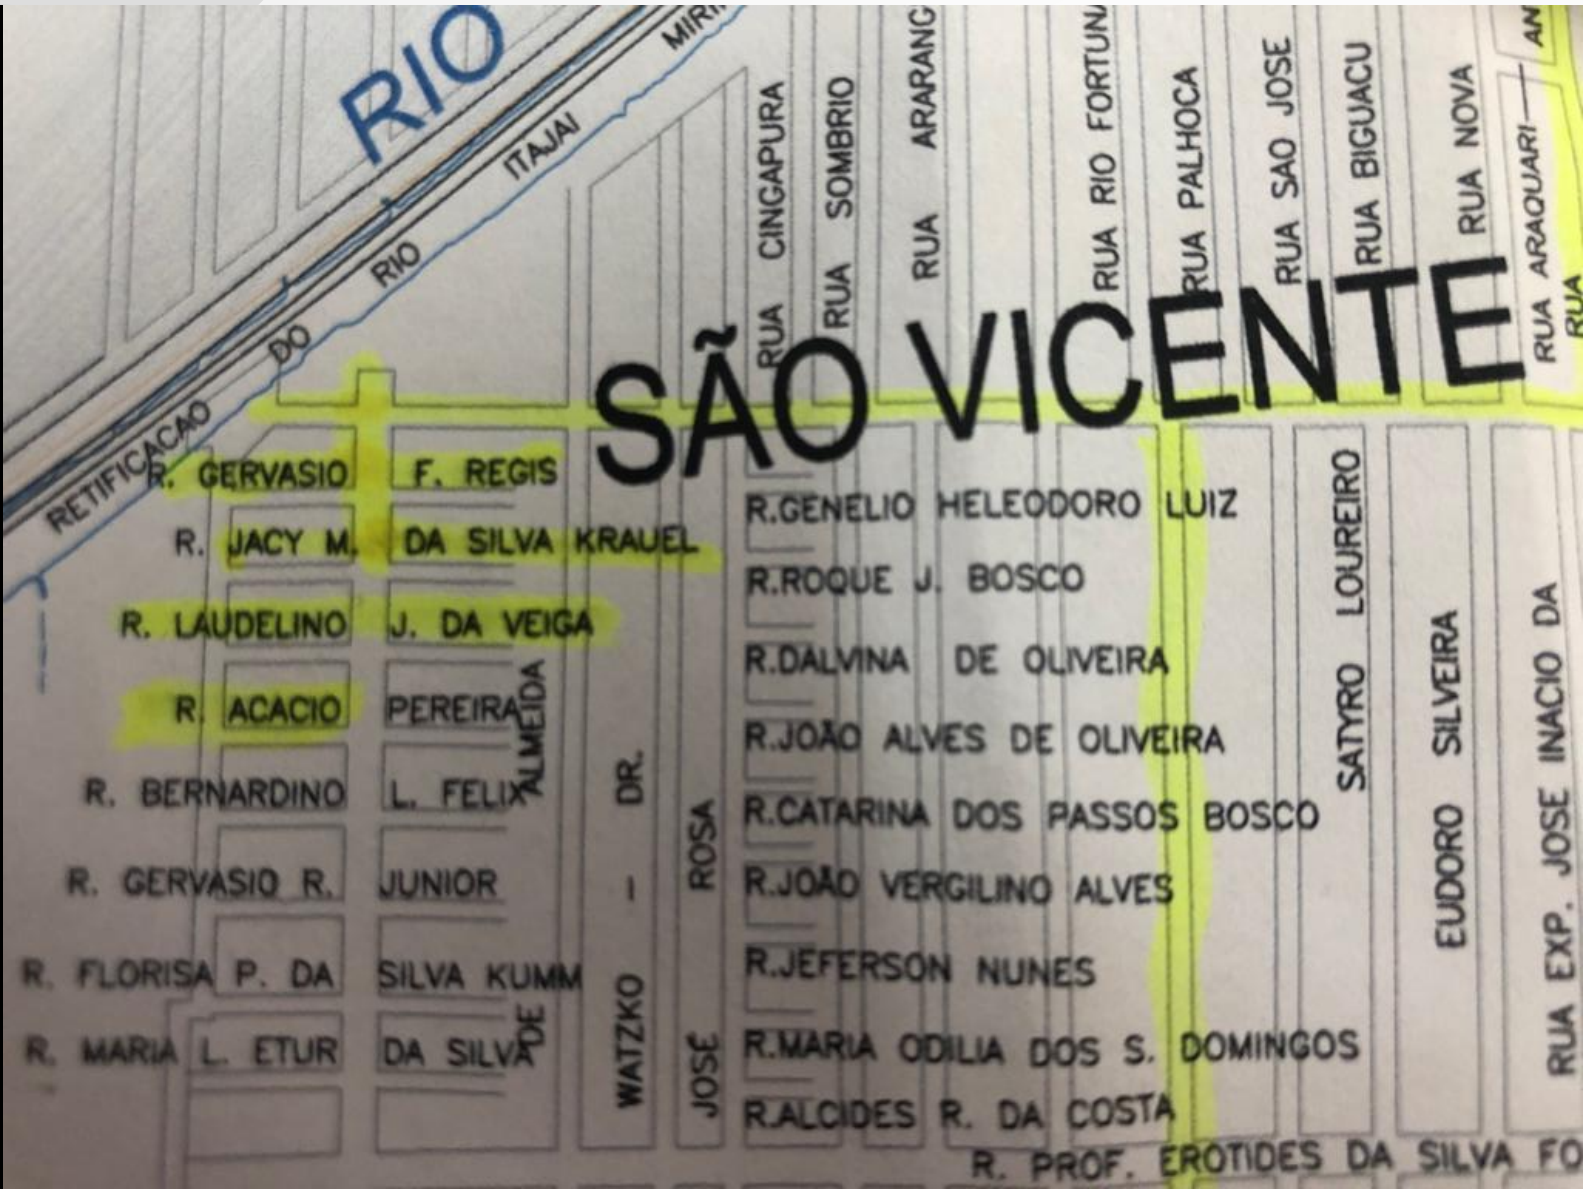 RIO
MIRI
RETIFICACAO DO RIO ITAJAI
RUA CINGAPURA
RUA SOMBRIO
RUA ARARANG
RUA RIO FORTUNA
RUA PALHOCA
RUA SAO JOSE
RUA BIGUACU
RUA NOVA
RUA ARAQUARI
AN
RUA
SÃO VICENTE
R. GERVASIO F. REGIS
R. JACY M. DA SILVA KRAUEL
R. LAUDELINO J. DA VEIGA
R. ACACIO PEREIRA
R. BERNARDINO L. FELIX
R. GERVASIO R. JUNIOR
R. FLORISA P. DA SILVA KUMM
R. MARIA L. ETUR DA SILVA
DE ALMEIDA
WATZKO - DR.
JOSE ROSA
R.GENELIO HELEODORO LUIZ
R.ROQUE J. BOSCO
R.DALVINA DE OLIVEIRA
R.JOÃO ALVES DE OLIVEIRA
R.CATARINA DOS PASSOS BOSCO
R.JOÃO VERGILINO ALVES
R.JEFERSON NUNES
R.MARIA ODILIA DOS S. DOMINGOS
R.ALCIDES R. DA COSTA
SATYRO LOUREIRO
EUDORO SILVEIRA
RUA EXP. JOSE INACIO DA
R. PROF. EROTIDES DA SILVA FO